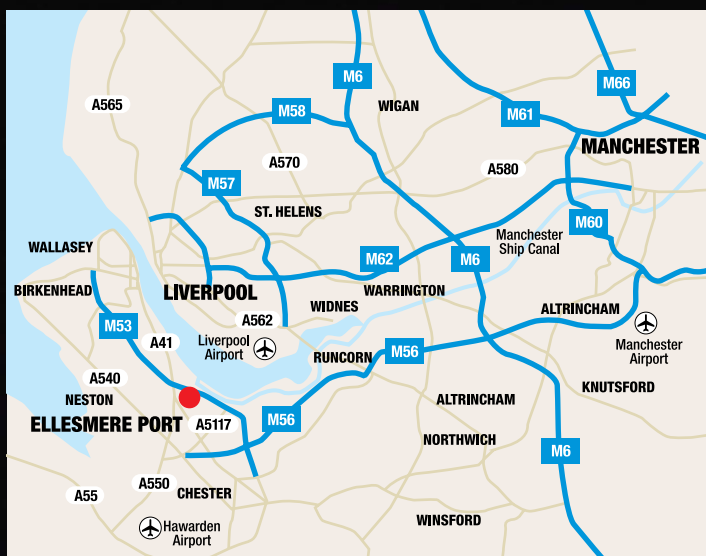 M6
M66
A565
M58
WIGAN
M61
MANCHESTER
A570
A580
M57
ST. HELENS
M60
WALLASEY
Manchester
Ship Canal
M62
M6
BIRKENHEAD
LIVERPOOL
WARRINGTON
WIDNES
ALTRINCHAM
M53
A41
A562
Liverpool
Airport
Manchester
Airport
RUNCORN
M56
A540
NESTON
KNUTSFORD
ALTRINCHAM
ELLESMERE PORT
A5117
M56
NORTHWICH
M6
A550
A55
CHESTER
WINSFORD
Hawarden
Airport